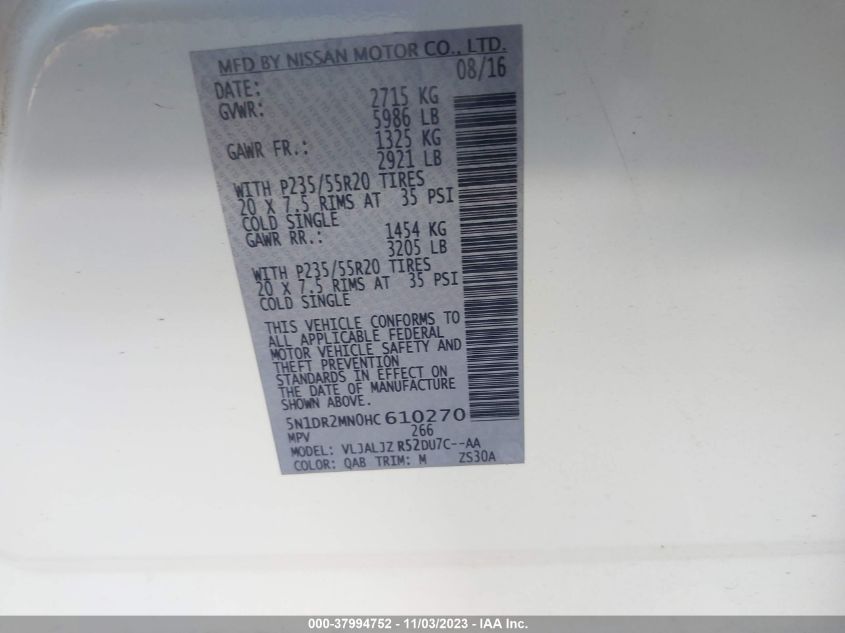 MFD BY NISSAN MOTOR CO., LTD.
DATE: 08/16
GVWR: 2715 KG
5986 LB
GAWR FR.: 1325 KG
2921 LB
WITH P235/55R20 TIRES
20 X 7.5 RIMS AT 35 PSI
COLD SINGLE
GAWR RR.: 1454 KG
3205 LB
WITH P235/55R20 TIRES
20 X 7.5 RIMS AT 35 PSI
COLD SINGLE
THIS VEHICLE CONFORMS TO
ALL APPLICABLE FEDERAL
MOTOR VEHICLE SAFETY AND
THEFT PREVENTION
STANDARDS IN EFFECT ON
THE DATE OF MANUFACTURE
SHOWN ABOVE.
5N1DR2MN0HC 610270
MPV 266
MODEL: VLJALJZ R52DU7C--AA
COLOR: QAB TRIM: M ZS30A
000-37994752 - 11/03/2023 - IAA Inc.